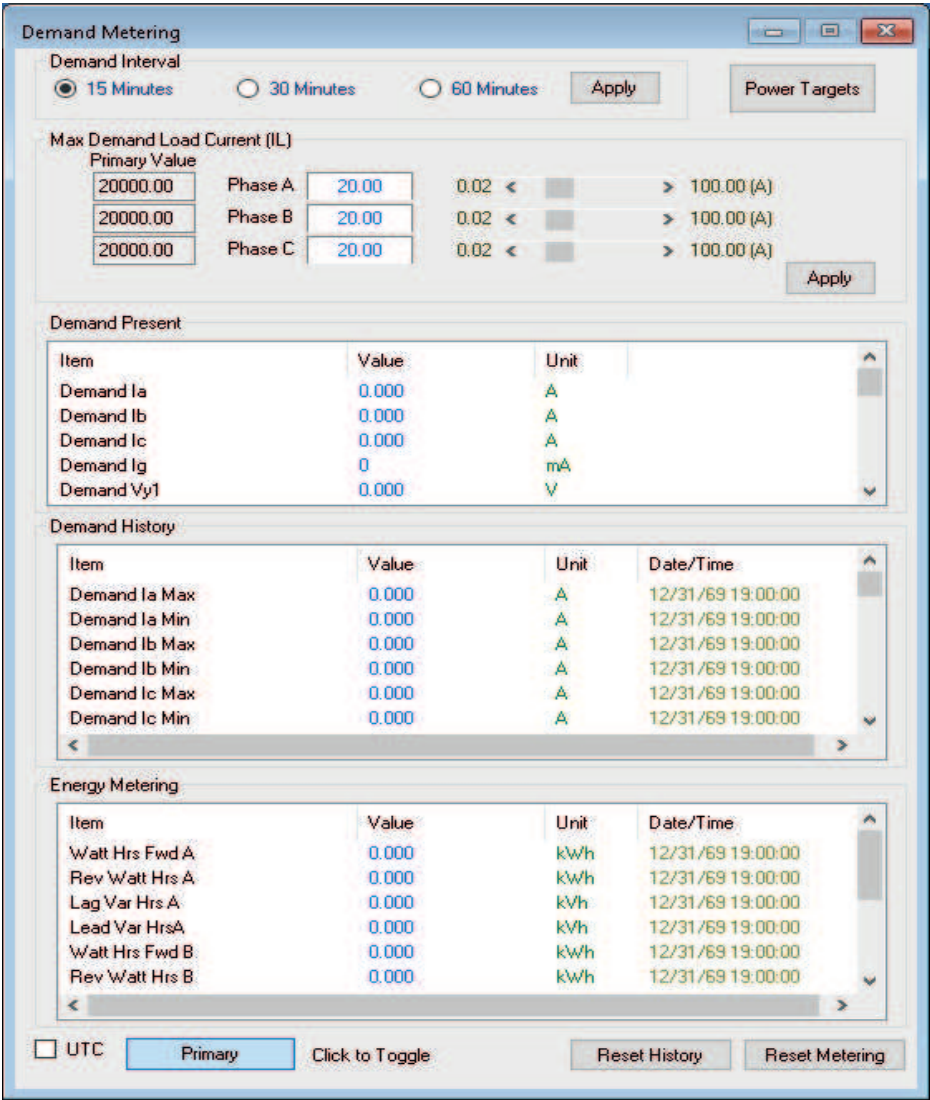 Demand Metering
Demand Interval
15 Minutes 30 Minutes 60 Minutes Apply Power Targets
Max Demand Load Current (IL)
Primary Value
20000.00 Phase A 20.00 0.02 < > 100.00 (A)
20000.00 Phase B 20.00 0.02 < > 100.00 (A)
20000.00 Phase C 20.00 0.02 < > 100.00 (A)
Apply
Demand Present
Item Value Unit
Demand Ia 0.000 A
Demand Ib 0.000 A
Demand Ic 0.000 A
Demand Ig 0 mA
Demand Vy1 0.000 V
Demand History
Item Value Unit Date/Time
Demand Ia Max 0.000 A 12/31/69 19:00:00
Demand Ia Min 0.000 A 12/31/69 19:00:00
Demand Ib Max 0.000 A 12/31/69 19:00:00
Demand Ib Min 0.000 A 12/31/69 19:00:00
Demand Ic Max 0.000 A 12/31/69 19:00:00
Demand Ic Min 0.000 A 12/31/69 19:00:00
Energy Metering
Item Value Unit Date/Time
Watt Hrs Fwd A 0.000 kWh 12/31/69 19:00:00
Rev Watt Hrs A 0.000 kWh 12/31/69 19:00:00
Lag Var Hrs A 0.000 kVh 12/31/69 19:00:00
Lead Var HrsA 0.000 kVh 12/31/69 19:00:00
Watt Hrs Fwd B 0.000 kWh 12/31/69 19:00:00
Rev Watt Hrs B 0.000 kWh 12/31/69 19:00:00
UTC Primary Click to Toggle Reset History Reset Metering